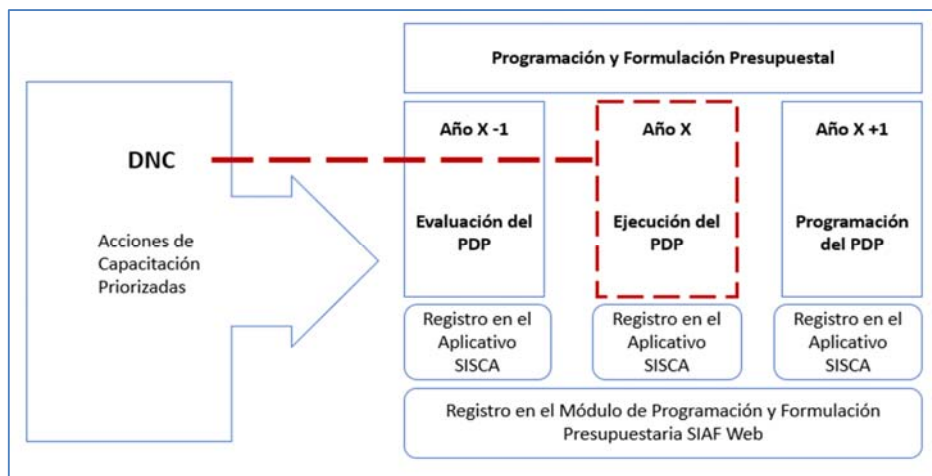 Programación y Formulación Presupuestal
DNC
Acciones de
Capacitación
Priorizadas
Año X -1
Evaluación del
PDP
Año X
Ejecución del
PDP
Año X +1
Programación
del PDP
Registro en el
Aplicativo
SISCA
Registro en el
Aplicativo
SISCA
Registro en el
Aplicativo
SISCA
Registro en el Módulo de Programación y Formulación
Presupuestaria SIAF Web